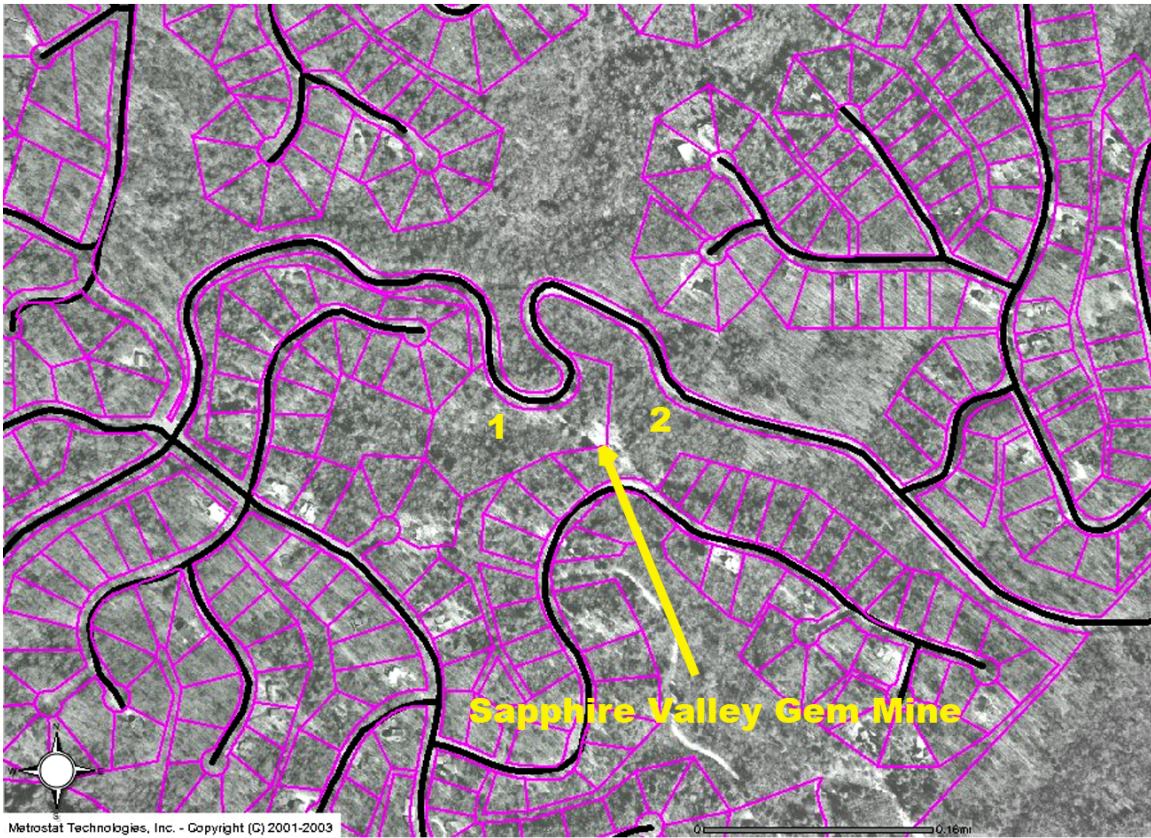 1
2
Sapphire Valley Gem Mine
N
W
S
Metrostat Technologies, Inc. - Copyright (C) 2001-2003
0
0.16mi